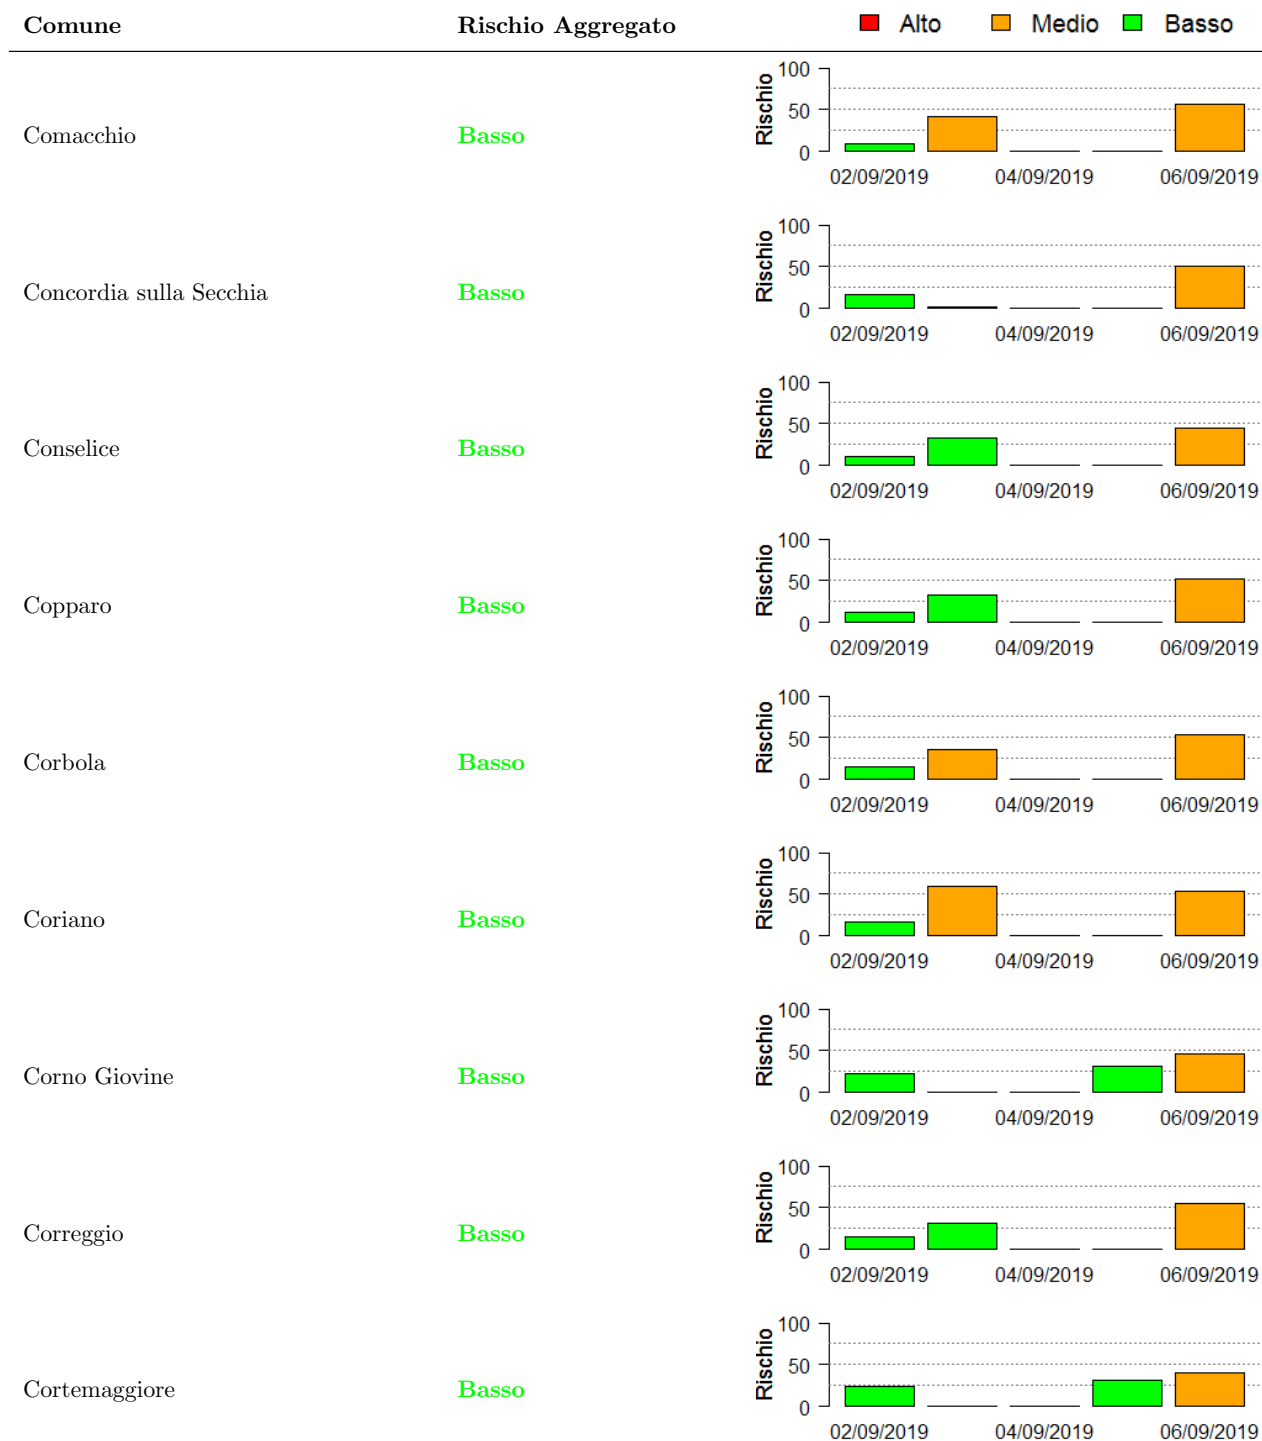 Comune Rischio Aggregato Alto Medio Basso
Comacchio Basso
Rischio
100
50
0
02/09/2019 04/09/2019 06/09/2019
Concordia sulla Secchia Basso
Rischio
100
50
0
02/09/2019 04/09/2019 06/09/2019
Conselice Basso
Rischio
100
50
0
02/09/2019 04/09/2019 06/09/2019
Copparo Basso
Rischio
100
50
0
02/09/2019 04/09/2019 06/09/2019
Corbola Basso
Rischio
100
50
0
02/09/2019 04/09/2019 06/09/2019
Coriano Basso
Rischio
100
50
0
02/09/2019 04/09/2019 06/09/2019
Corno Giovine Basso
Rischio
100
50
0
02/09/2019 04/09/2019 06/09/2019
Correggio Basso
Rischio
100
50
0
02/09/2019 04/09/2019 06/09/2019
Cortemaggiore Basso
Rischio
100
50
0
02/09/2019 04/09/2019 06/09/2019